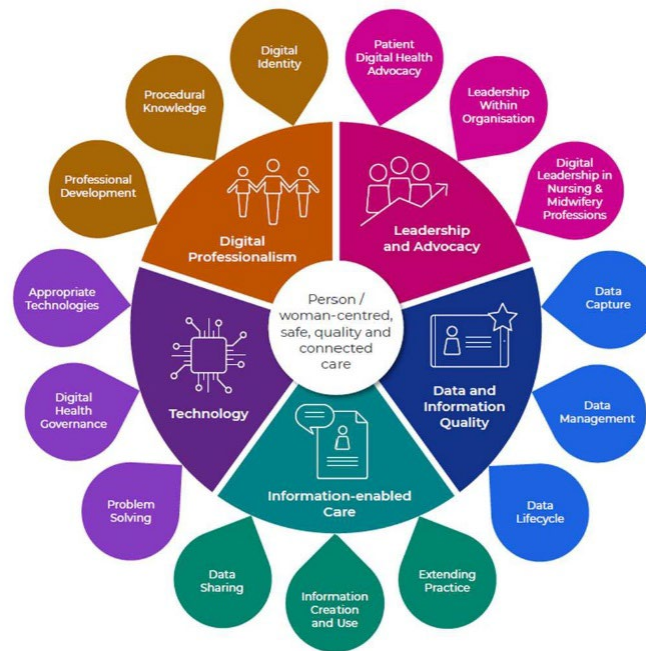 Digital
Identity
Patient
Digital Health
Advocacy
Procedural
Knowledge
Leadership
Within
Organisation
Professional
Development
Digital
Leadership in
Nursing &
Midwifery
Professions
Digital
Professionalism
Leadership
and Advocacy
Appropriate
Technologies
Person /
woman-centred,
safe, quality and
connected
care
Data
Capture
Digital
Health
Governance
Technology
Data and
Information
Quality
Data
Management
Problem
Solving
Information-enabled
Care
Data
Lifecycle
Data
Sharing
Information
Creation
and Use
Extending
Practice